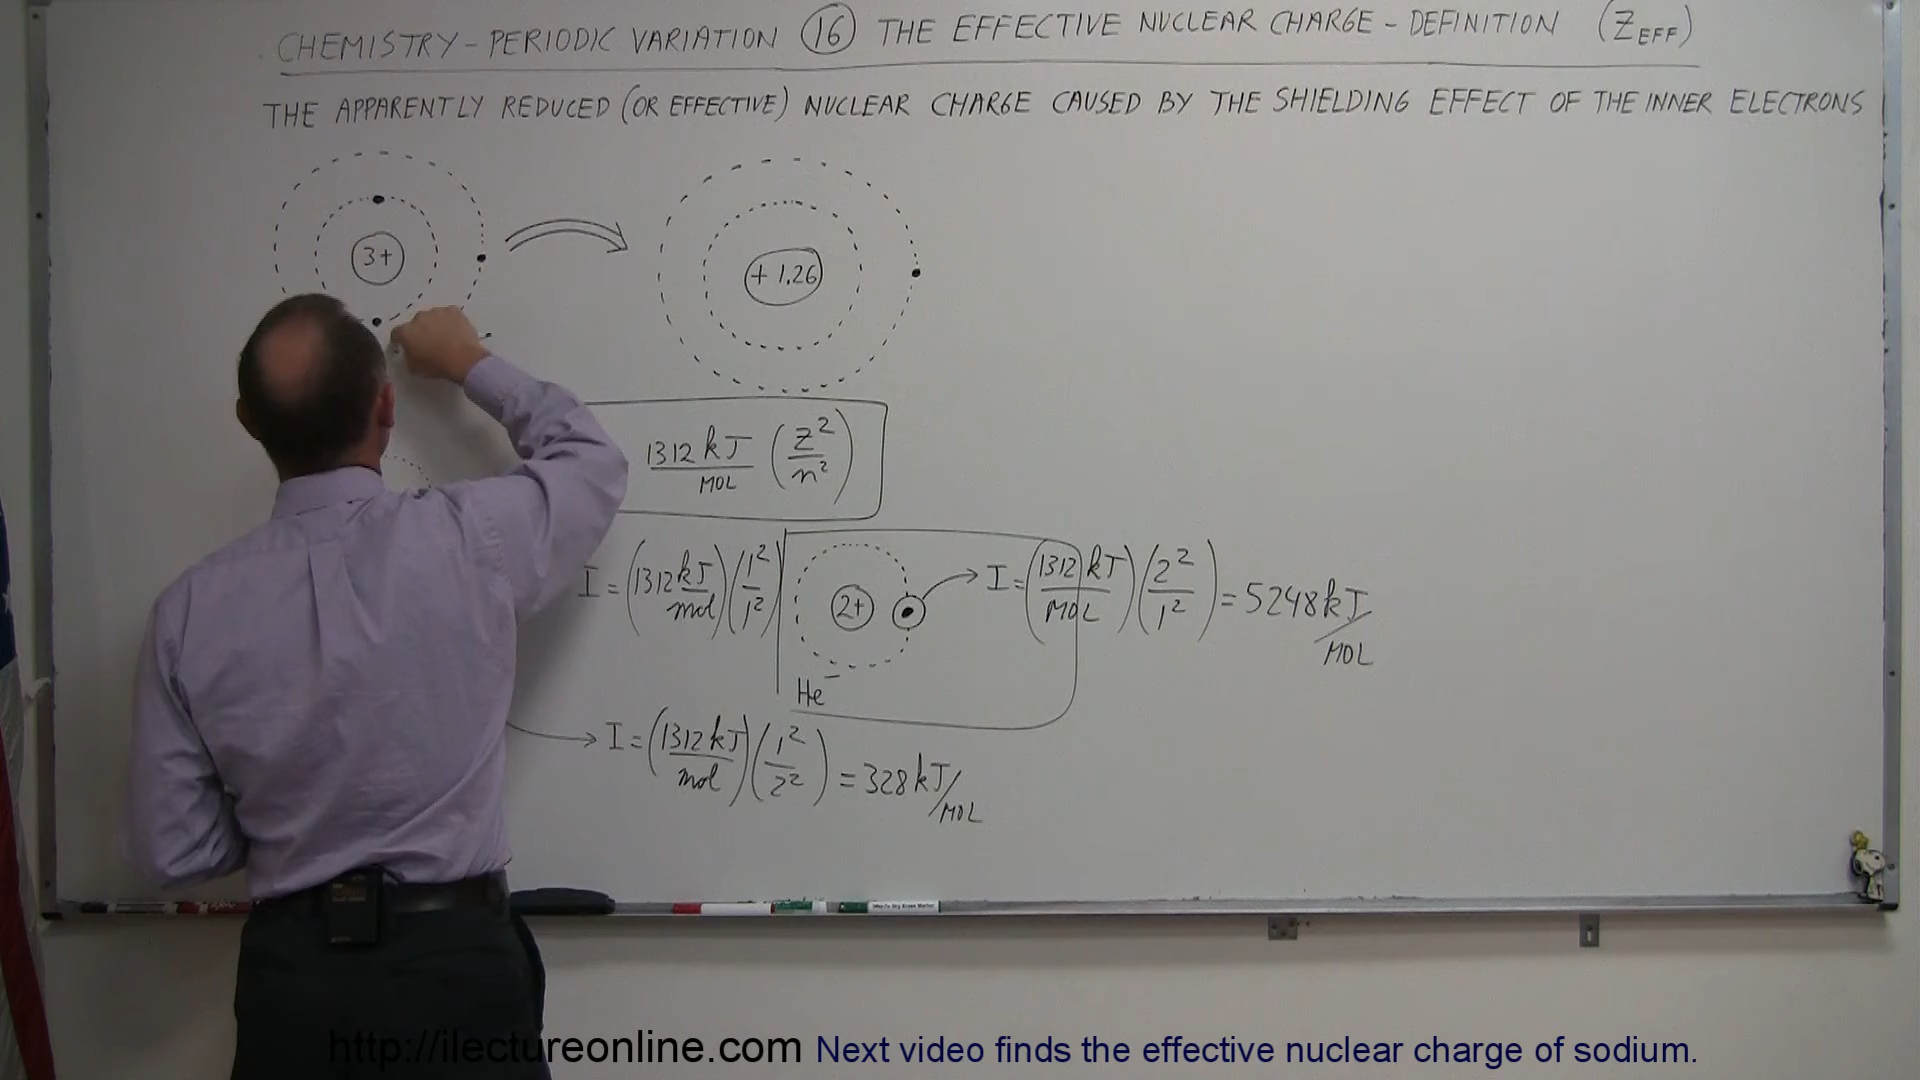 CHEMISTRY - PERIODIC VARIATION 16 THE EFFECTIVE NUCLEAR CHARGE - DEFINITION (Z_EFF)
THE APPARENTLY REDUCED (OR EFFECTIVE) NUCLEAR CHARGE CAUSED BY THE SHIELDING EFFECT OF THE INNER ELECTRONS
3+
+ 1.26
1312 kJ/MOL (Z²/n²)
I = (1312 kJ/mol)(1²/1²)
2+
I = (1312 kJ/MOL)(2²/1²) = 5248 kJ/MOL
He⁻
I = (1312 kJ/mol)(1²/2²) = 328 kJ/MOL
http://ilectureonline.com Next video finds the effective nuclear charge of sodium.